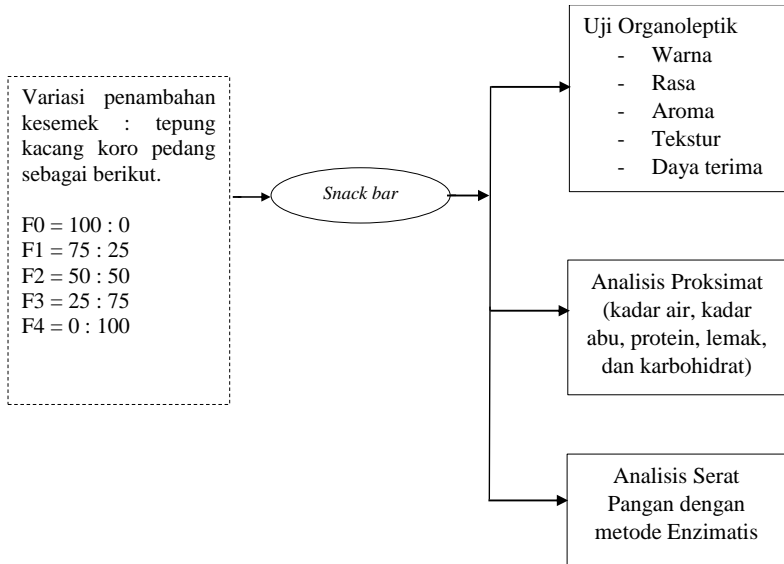 Variasi penambahan
kesemek : tepung
kacang koro pedang
sebagai berikut.
F0 = 100 : 0
F1 = 75 : 25
F2 = 50 : 50
F3 = 25 : 75
F4 = 0 : 100
Snack bar
Uji Organoleptik
- Warna
- Rasa
- Aroma
- Tekstur
- Daya terima
Analisis Proksimat
(kadar air, kadar
abu, protein, lemak,
dan karbohidrat)
Analisis Serat
Pangan dengan
metode Enzimatis